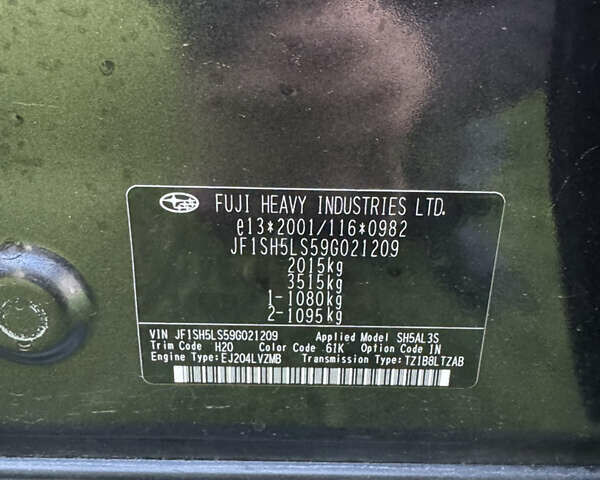 FUJI HEAVY INDUSTRIES LTD.
e13*2001/116*0982
JF1SH5LS59G021209
2015kg
3515kg
1-1080kg
2-1095kg
VIN JF1SH5LS59G021209 Applied Model SH5AL3S
Trim Code H20 Color Code 61K Option Code IN
Engine Type:EJ204LVZMB Transmission Type:TZ1B8LTZAB